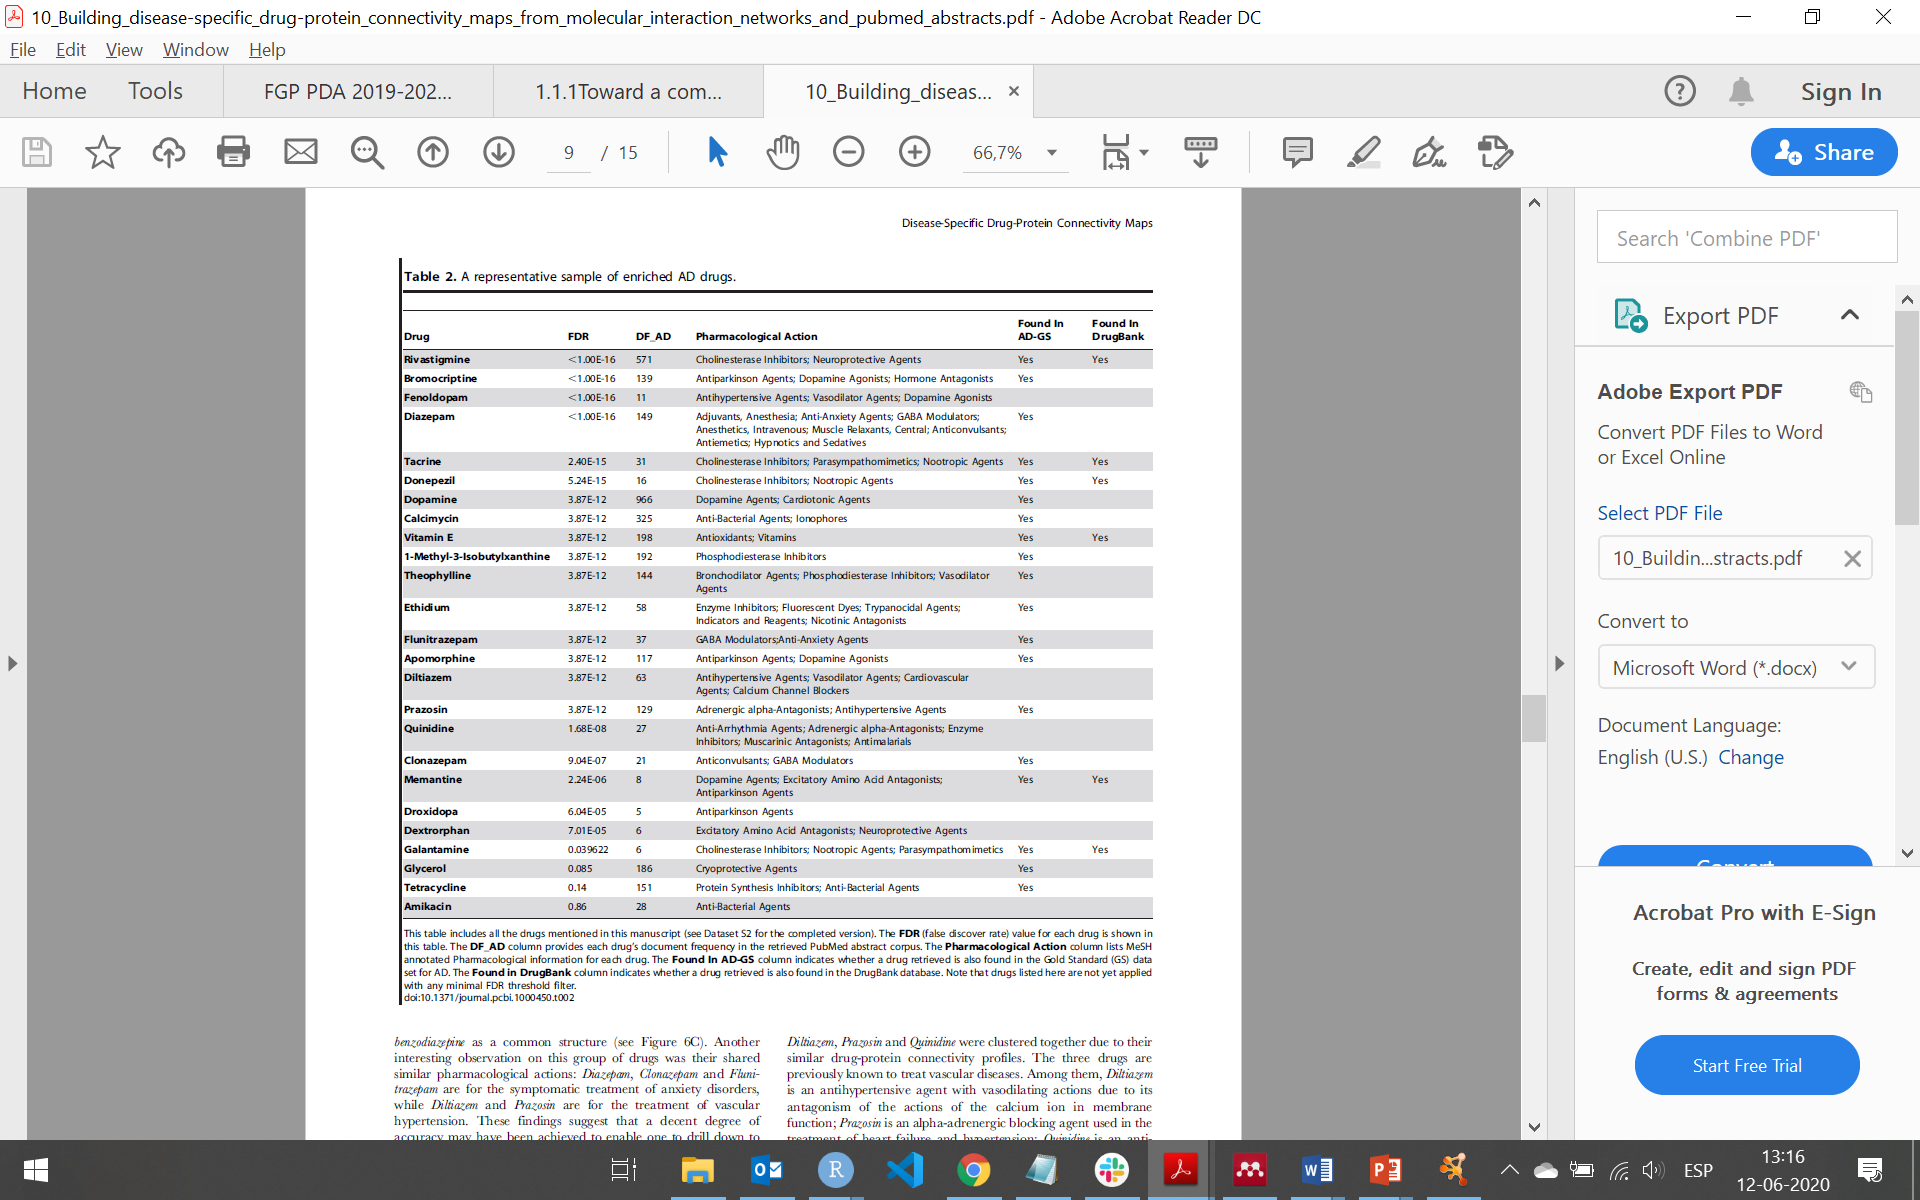 10_Building_disease-specific_drug-protein_connectivity_maps_from_molecular_interaction_networks_and_pubmed_abstracts.pdf - Adobe Acrobat Reader DC
File Edit View Window Help
Home Tools FGP PDA 2019-202... 1.1.1Toward a com... 10_Building_diseas... × Sign In
9 / 15 66,7% Share
Disease-Specific Drug-Protein Connectivity Maps
Table 2. A representative sample of enriched AD drugs.
Found In Found In
Drug FDR DF_AD Pharmacological Action AD-GS DrugBank
Rivastigmine <1.00E-16 571 Cholinesterase Inhibitors; Neuroprotective Agents Yes Yes
Bromocriptine <1.00E-16 139 Antiparkinson Agents; Dopamine Agonists; Hormone Antagonists Yes
Fenoldopam <1.00E-16 11 Antihypertensive Agents; Vasodilator Agents; Dopamine Agonists
Diazepam <1.00E-16 149 Adjuvants, Anesthesia; Anti-Anxiety Agents; GABA Modulators; Yes
Anesthetics, Intravenous; Muscle Relaxants, Central; Anticonvulsants;
Antiemetics; Hypnotics and Sedatives
Tacrine 2.40E-15 31 Cholinesterase Inhibitors; Parasympathomimetics; Nootropic Agents Yes Yes
Donepezil 5.24E-15 16 Cholinesterase Inhibitors; Nootropic Agents Yes Yes
Dopamine 3.87E-12 966 Dopamine Agents; Cardiotonic Agents Yes
Calcimycin 3.87E-12 325 Anti-Bacterial Agents; Ionophores Yes
Vitamin E 3.87E-12 198 Antioxidants; Vitamins Yes Yes
1-Methyl-3-Isobutylxanthine 3.87E-12 192 Phosphodiesterase Inhibitors Yes
Theophylline 3.87E-12 144 Bronchodilator Agents; Phosphodiesterase Inhibitors; Vasodilator Yes
Agents
Ethidium 3.87E-12 58 Enzyme Inhibitors; Fluorescent Dyes; Trypanocidal Agents; Yes
Indicators and Reagents; Nicotinic Antagonists
Flunitrazepam 3.87E-12 37 GABA Modulators;Anti-Anxiety Agents Yes
Apomorphine 3.87E-12 117 Antiparkinson Agents; Dopamine Agonists Yes
Diltiazem 3.87E-12 63 Antihypertensive Agents; Vasodilator Agents; Cardiovascular
Agents; Calcium Channel Blockers
Prazosin 3.87E-12 129 Adrenergic alpha-Antagonists; Antihypertensive Agents Yes
Quinidine 1.68E-08 27 Anti-Arrhythmia Agents; Adrenergic alpha-Antagonists; Enzyme
Inhibitors; Muscarinic Antagonists; Antimalarials
Clonazepam 9.04E-07 21 Anticonvulsants; GABA Modulators Yes
Memantine 2.24E-06 8 Dopamine Agents; Excitatory Amino Acid Antagonists; Yes Yes
Antiparkinson Agents
Droxidopa 6.04E-05 5 Antiparkinson Agents
Dextrorphan 7.01E-05 6 Excitatory Amino Acid Antagonists; Neuroprotective Agents
Galantamine 0.039622 6 Cholinesterase Inhibitors; Nootropic Agents; Parasympathomimetics Yes Yes
Glycerol 0.085 186 Cryoprotective Agents Yes
Tetracycline 0.14 151 Protein Synthesis Inhibitors; Anti-Bacterial Agents Yes
Amikacin 0.86 28 Anti-Bacterial Agents
This table includes all the drugs mentioned in this manuscript (see Dataset S2 for the completed version). The FDR (false discover rate) value for each drug is shown in
this table. The DF_AD column provides each drug's document frequency in the retrieved PubMed abstract corpus. The Pharmacological Action column lists MeSH
annotated Pharmacological information for each drug. The Found In AD-GS column indicates whether a drug retrieved is also found in the Gold Standard (GS) data
set for AD. The Found in DrugBank column indicates whether a drug retrieved is also found in the DrugBank database. Note that drugs listed here are not yet applied
with any minimal FDR threshold filter.
doi:10.1371/journal.pcbi.1000450.t002
benzodiazepine as a common structure (see Figure 6C). Another
interesting observation on this group of drugs was their shared
similar pharmacological actions: Diazepam, Clonazepam and Fluni-
trazepam are for the symptomatic treatment of anxiety disorders,
while Diltiazem and Prazosin are for the treatment of vascular
hypertension. These findings suggest that a decent degree of
accuracy may have been achieved to enable one to drill down to
Diltiazem, Prazosin and Quinidine were clustered together due to their
similar drug-protein connectivity profiles. The three drugs are
previously known to treat vascular diseases. Among them, Diltiazem
is an antihypertensive agent with vasodilating actions due to its
antagonism of the actions of the calcium ion in membrane
function; Prazosin is an alpha-adrenergic blocking agent used in the
treatment of heart failure and hypertension; Quinidine is an anti-
Search 'Combine PDF'
Export PDF
Adobe Export PDF
Convert PDF Files to Word
or Excel Online
Select PDF File
10_Buildin...stracts.pdf
Convert to
Microsoft Word (*.docx)
Document Language:
English (U.S.) Change
Convert
Acrobat Pro with E-Sign
Create, edit and sign PDF
forms & agreements
Start Free Trial
ESP
13:16
12-06-2020